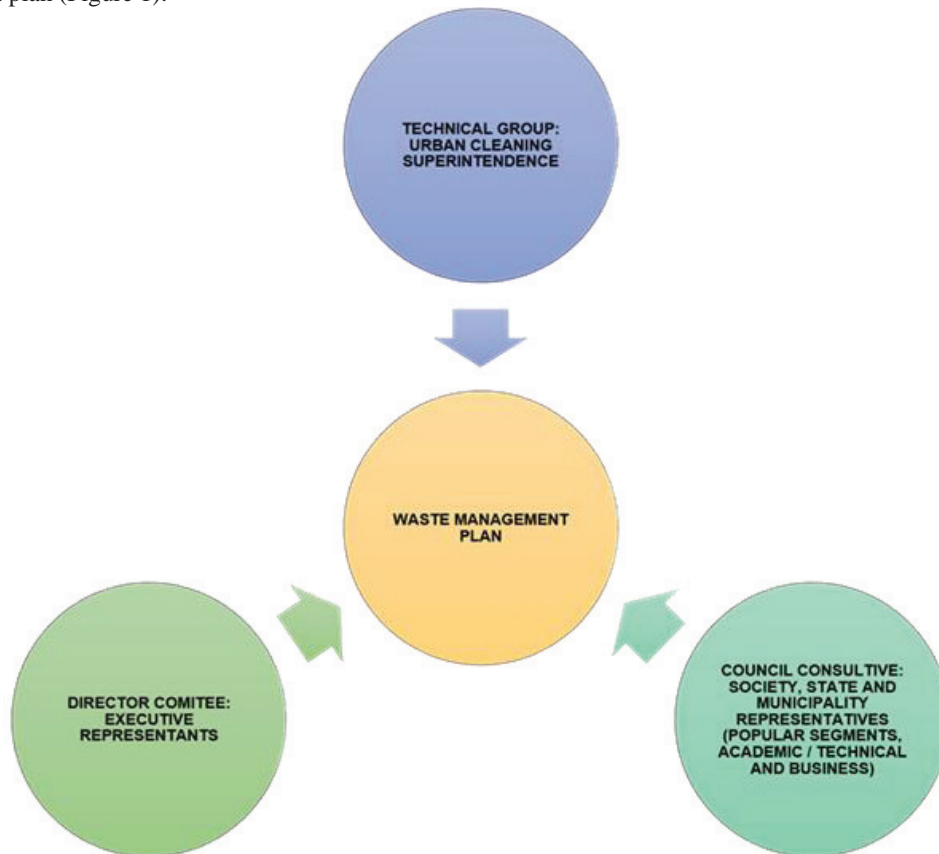 plan (Figure 1).
TECHNICAL GROUP:
URBAN CLEANING
SUPERINTENDENCE
WASTE MANAGEMENT
PLAN
DIRECTOR COMITEE:
EXECUTIVE
REPRESENTANTS
COUNCIL CONSULTIVE:
SOCIETY, STATE AND
MUNICIPALITY
REPRESENTATIVES
(POPULAR SEGMENTS,
ACADEMIC / TECHNICAL
AND BUSINESS)